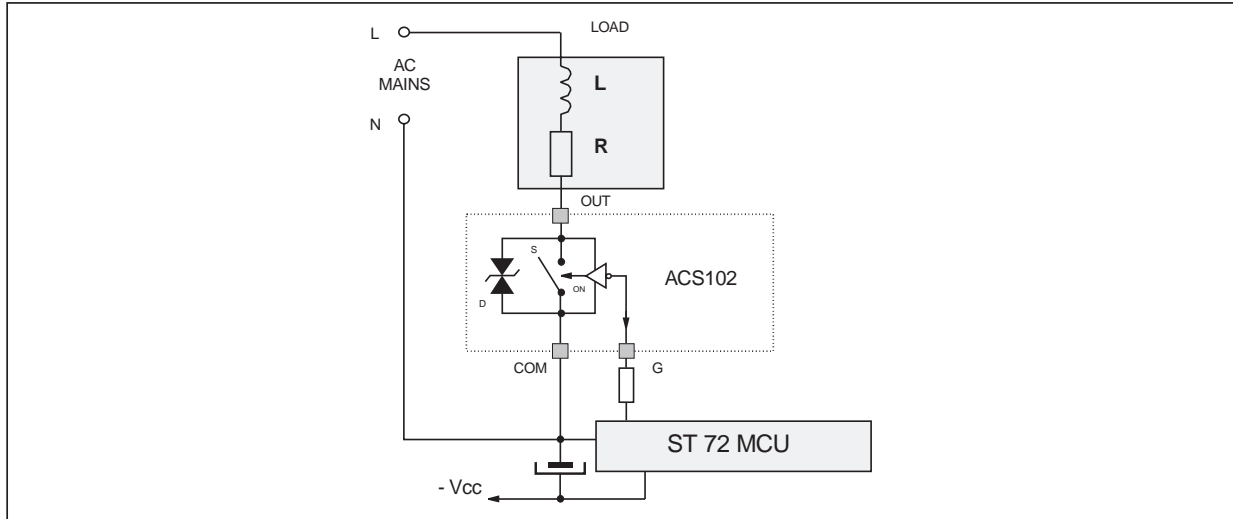 L
LOAD
AC
MAINS
L
N
R
OUT
S
ACS102
ON
D
COM
G
ST 72 MCU
- Vcc